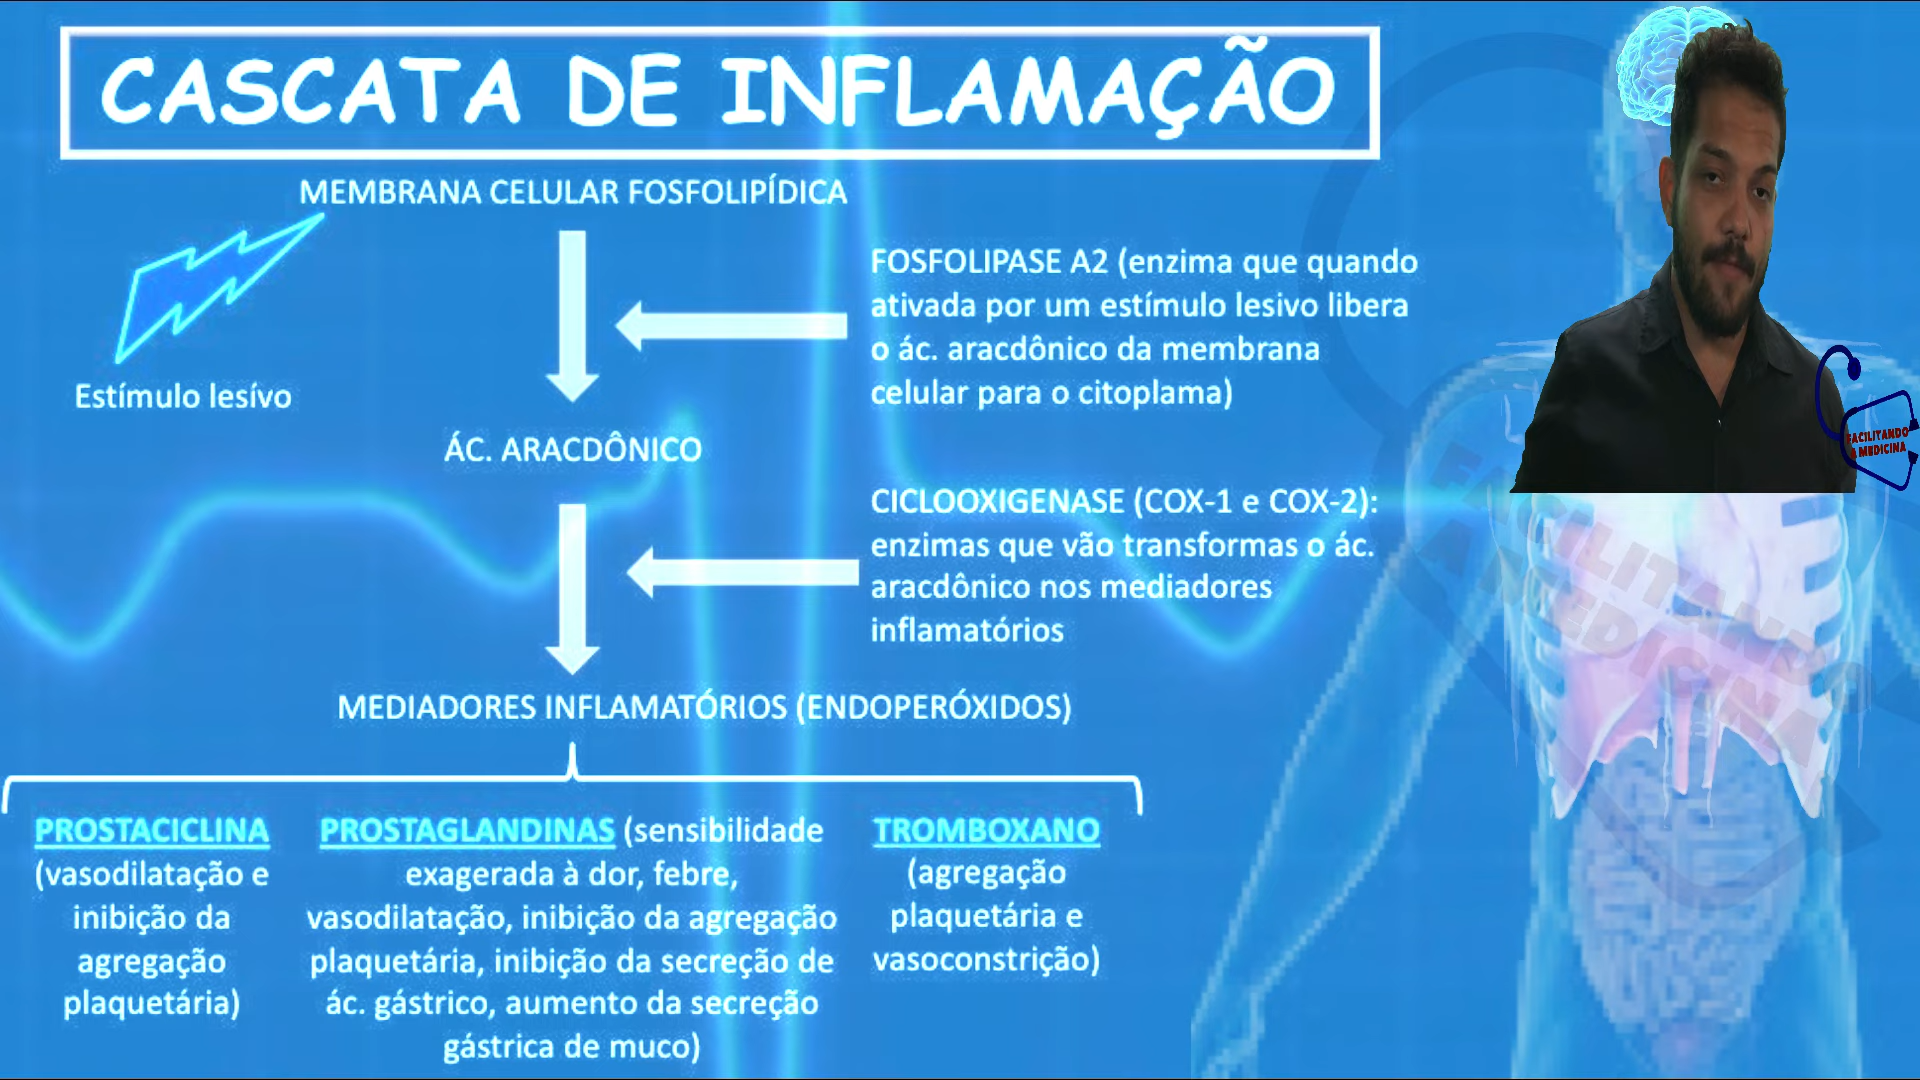 CASCATA DE INFLAMAÇÃO
MEMBRANA CELULAR FOSFOLIPÍDICA
Estímulo lesívo
FOSFOLIPASE A2 (enzima que quando
ativada por um estímulo lesivo libera
o ác. aracdônico da membrana
celular para o citoplama)
ÁC. ARACDÔNICO
CICLOOXIGENASE (COX-1 e COX-2):
enzimas que vão transformas o ác.
aracdônico nos mediadores
inflamatórios
MEDIADORES INFLAMATÓRIOS (ENDOPERÓXIDOS)
PROSTACICLINA
(vasodilatação e
inibição da
agregação
plaquetária)
PROSTAGLANDINAS (sensibilidade
exagerada à dor, febre,
vasodilatação, inibição da agregação
plaquetária, inibição da secreção de
ác. gástrico, aumento da secreção
gástrica de muco)
TROMBOXANO
(agregação
plaquetária e
vasoconstrição)
FACILITANDO
A MEDICINA
FACILITANDO
A MEDICINA